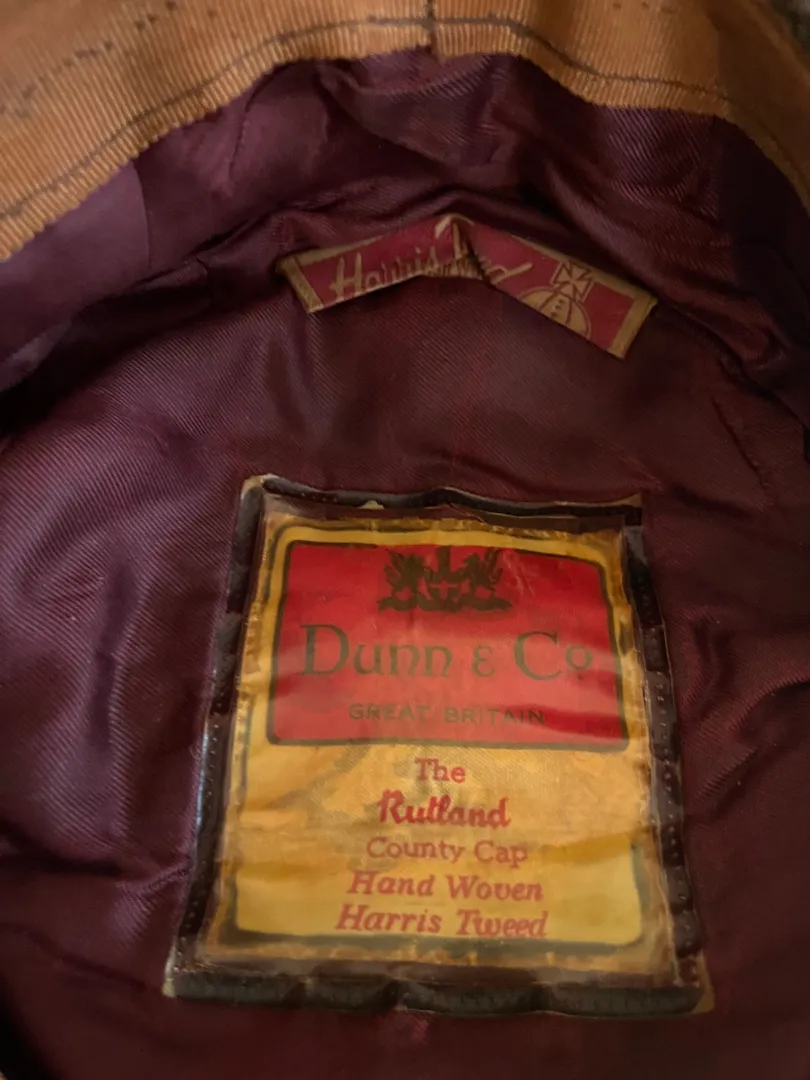 Harris Tweed
Dunn & Co
GREAT BRITAIN
The
Rutland
County Cap
Hand Woven
Harris Tweed